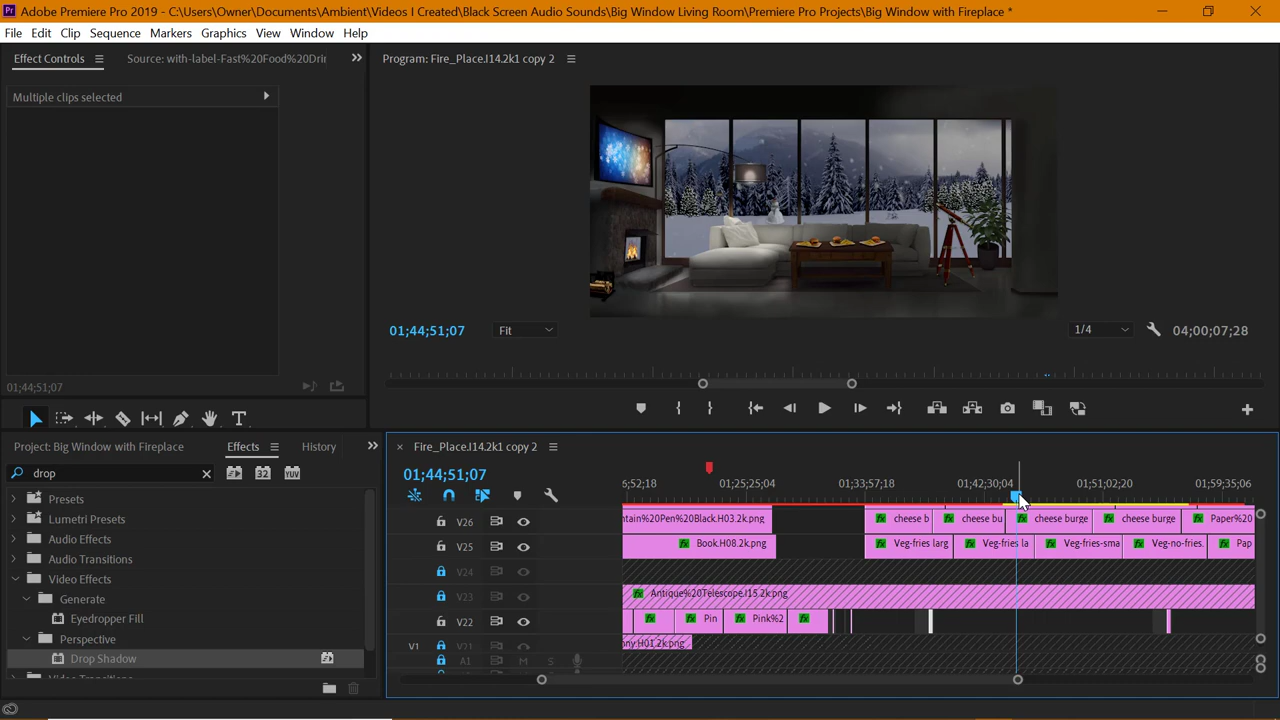 Adobe Premiere Pro 2019 - C:\Users\Owner\Documents\Ambient\Videos I Created\Black Screen Audio Sounds\Big Window Living Room\Premiere Pro Projects\Big Window with Fireplace *
File Edit Clip Sequence Markers Graphics View Window Help
Effect Controls Source: with-label-Fast%20Food%20Drir
Program: Fire_Place.I14.2k1 copy 2
Multiple clips selected
01;44;51;07 Fit 1/4 04;00;07;28
01;44;51;07
Project: Big Window with Fireplace Effects History
Fire_Place.I14.2k1 copy 2
drop
32 YUV
01;44;51;07
5;52;18 01;25;25;04 01;33;57;18 01;42;30;04 01;51;02;20 01;59;35;06
Presets
Lumetri Presets
Audio Effects
Audio Transitions
Video Effects
Generate
Eyedropper Fill
Perspective
Drop Shadow
V26 ntain%20Pen%20Black.H03.2k.png cheese b cheese bu cheese burge cheese burge Paper%20
V25 Book.H08.2k.png Veg-fries larg Veg-fries la Veg-fries-sma Veg-no-fries. Pap
V24
V23 Antique%20Telescope.I15 2k.png
V22 Pin Pink%2
V1 V21 nny.H01.2k.png
A1 M S